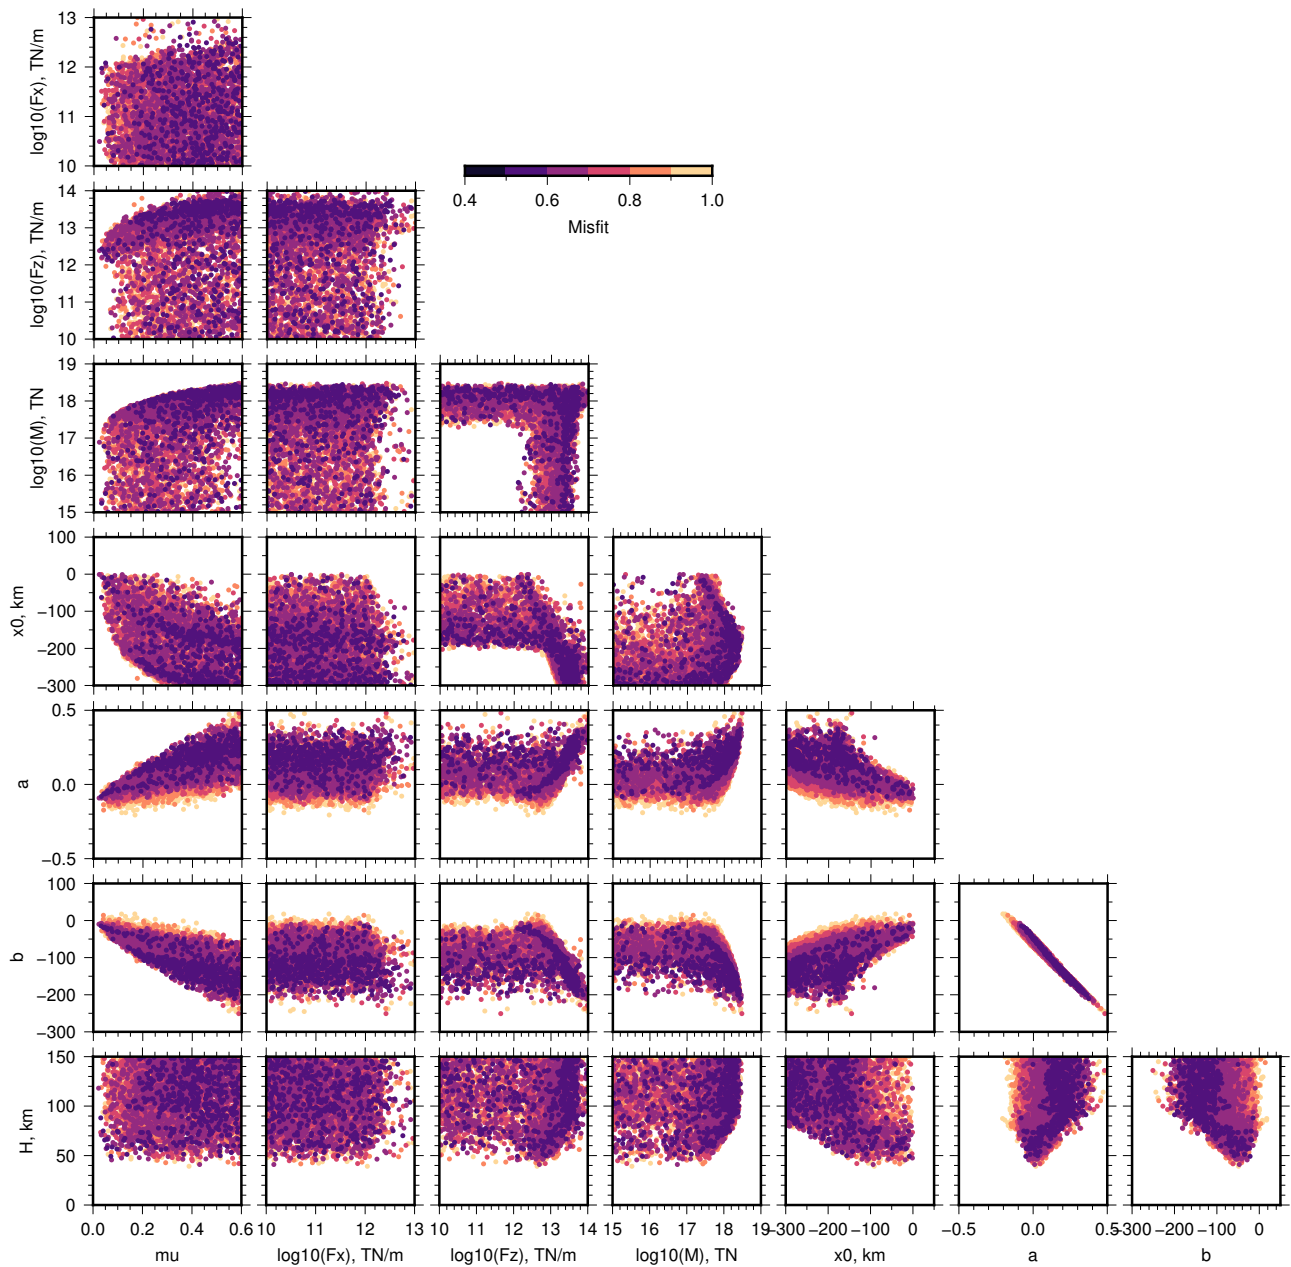 13
12
11
10
log10(Fx), TN/m
0.4 0.6 0.8 1.0
Misfit
14
13
12
11
10
log10(Fz), TN/m
19
18
17
16
15
log10(M), TN
100
0
−100
−200
−300
x0, km
0.5
0.0
−0.5
a
100
0
−100
−200
−300
b
150
100
50
0
H, km
0.0 0.2 0.4 0.6 10 11 12 13 10 11 12 13 14 15 16 17 18 19 −300 −200 −100 0 −0.5 0.0 0.5 −300 −200 −100 0
mu log10(Fx), TN/m log10(Fz), TN/m log10(M), TN x0, km a b